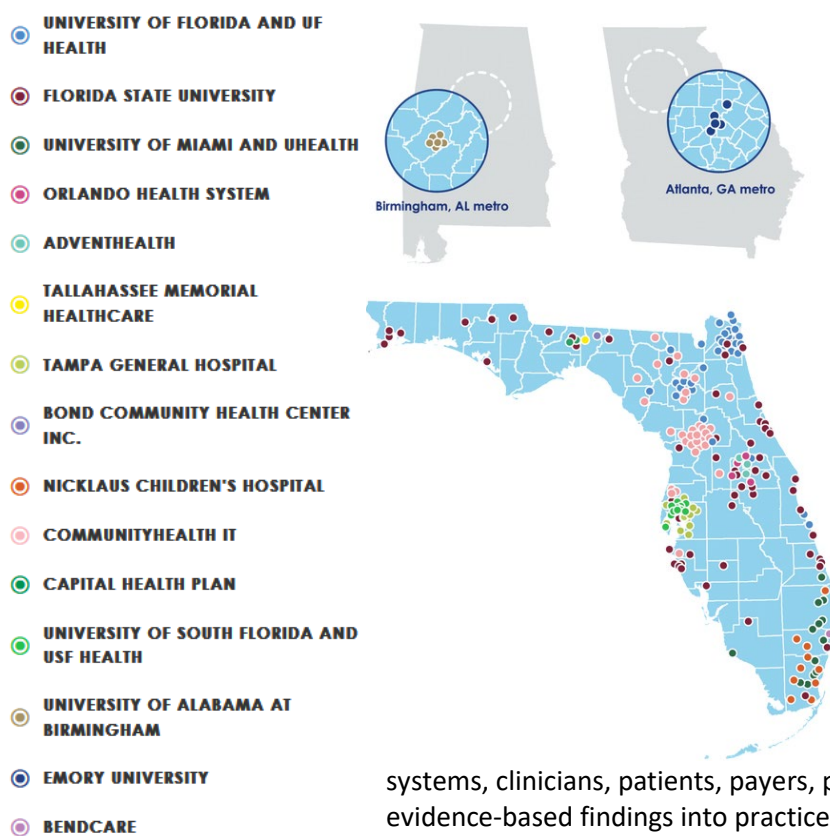 UNIVERSITY OF FLORIDA AND UF
HEALTH
FLORIDA STATE UNIVERSITY
UNIVERSITY OF MIAMI AND UHEALTH
ORLANDO HEALTH SYSTEM
ADVENTHEALTH
TALLAHASSEE MEMORIAL
HEALTHCARE
TAMPA GENERAL HOSPITAL
BOND COMMUNITY HEALTH CENTER
INC.
NICKLAUS CHILDREN'S HOSPITAL
COMMUNITYHEALTH IT
CAPITAL HEALTH PLAN
UNIVERSITY OF SOUTH FLORIDA AND
USF HEALTH
UNIVERSITY OF ALABAMA AT
BIRMINGHAM
EMORY UNIVERSITY
BENDCARE
Birmingham, AL metro
Atlanta, GA metro
systems, clinicians, patients, payers, p
evidence-based findings into practice